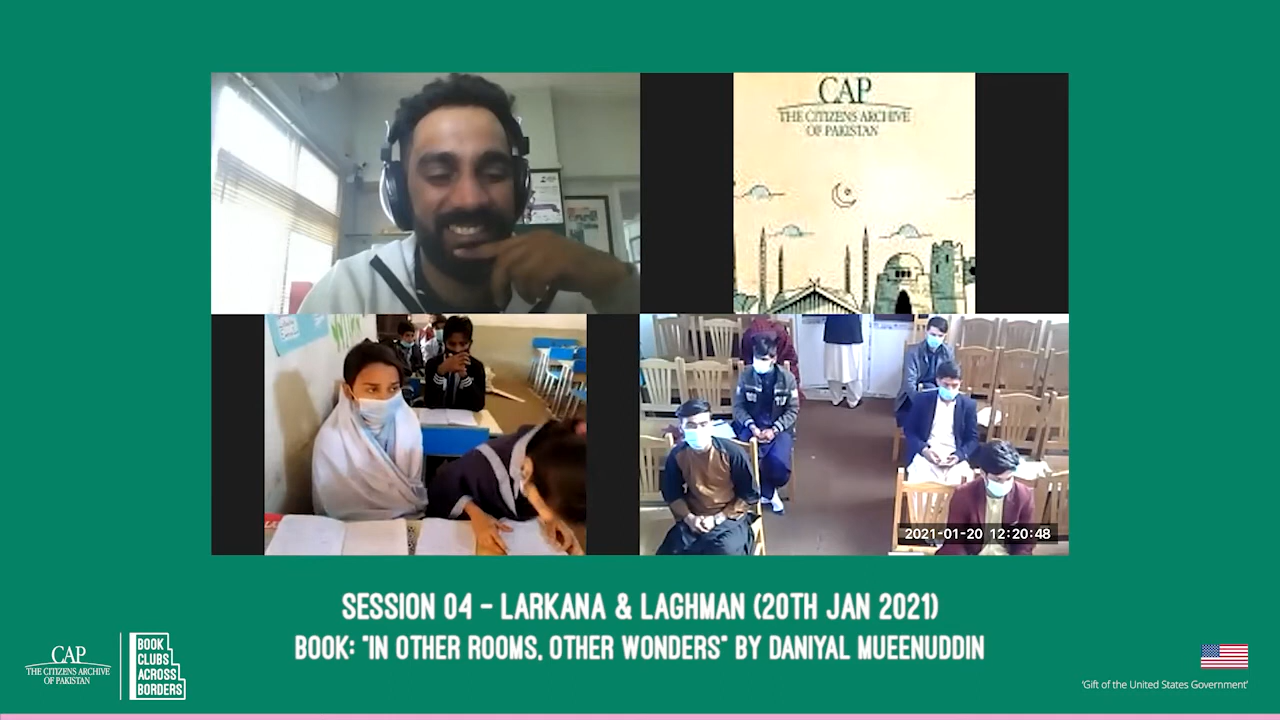 CAP
THE CITIZENS ARCHIVE
OF PAKISTAN
2021-01-20 12:20:48
SESSION 04 - LARKANA & LAGHMAN (20TH JAN 2021)
BOOK: "IN OTHER ROOMS, OTHER WONDERS" BY DANIYAL MUEENUDDIN
CAP
THE CITIZENS ARCHIVE
OF PAKISTAN
BOOK
CLUBS
ACROSS
BORDERS
'Gift of the United States Government'